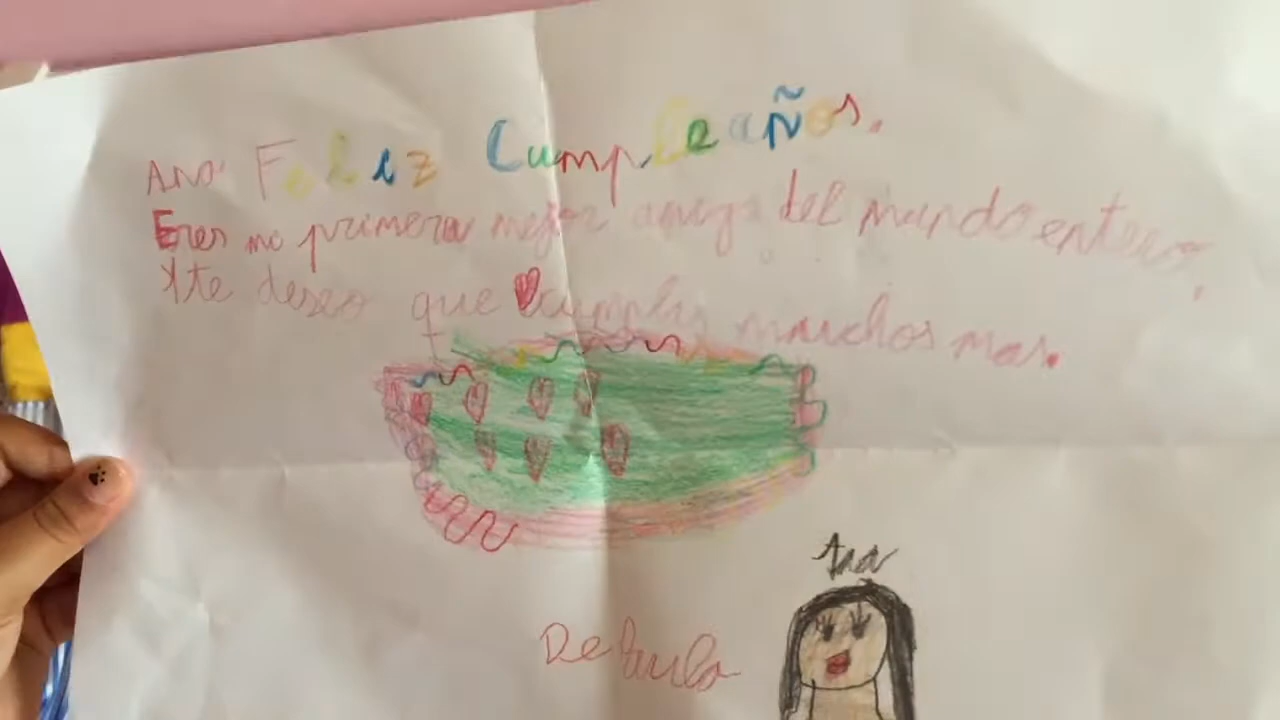 Ana Feliz Cumpleaños.
Eres mi primera mejor amiga del mundo entero,
Y te deseo que cumplas muchos mas.
Ana
De Paula